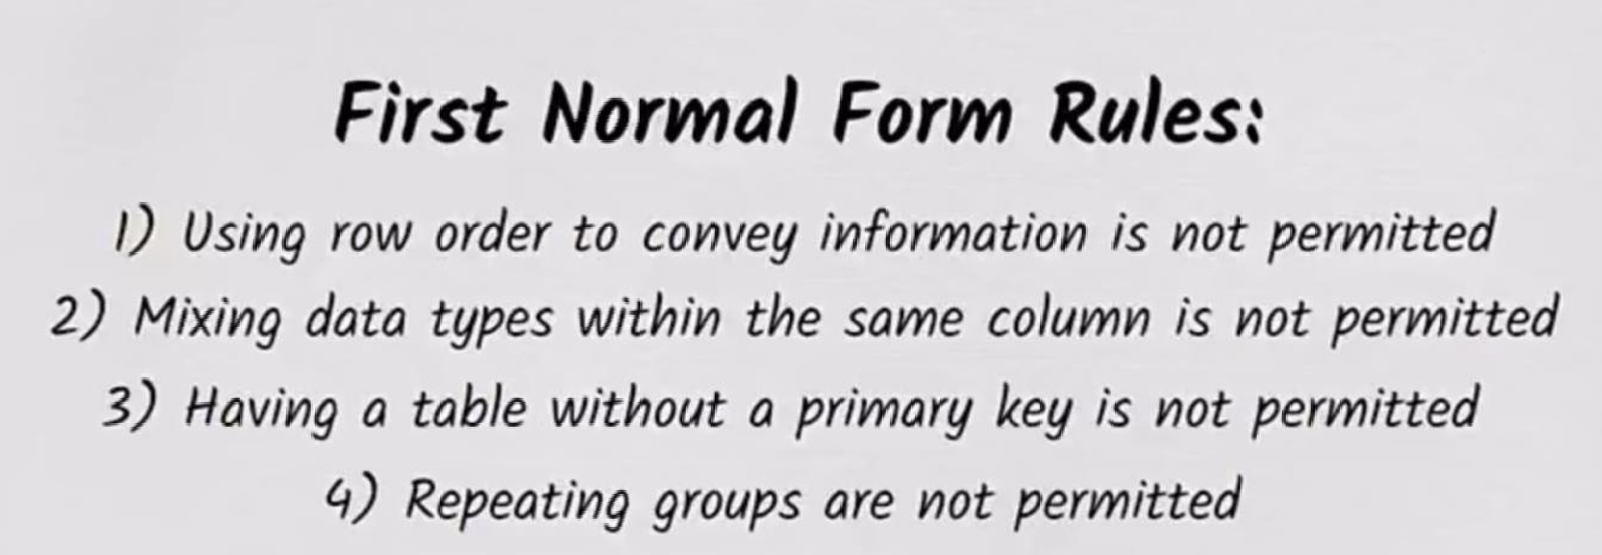 First Normal Form Rules:
1) Using row order to convey information is not permitted
2) Mixing data types within the same column is not permitted
3) Having a table without a primary key is not permitted
4) Repeating groups are not permitted